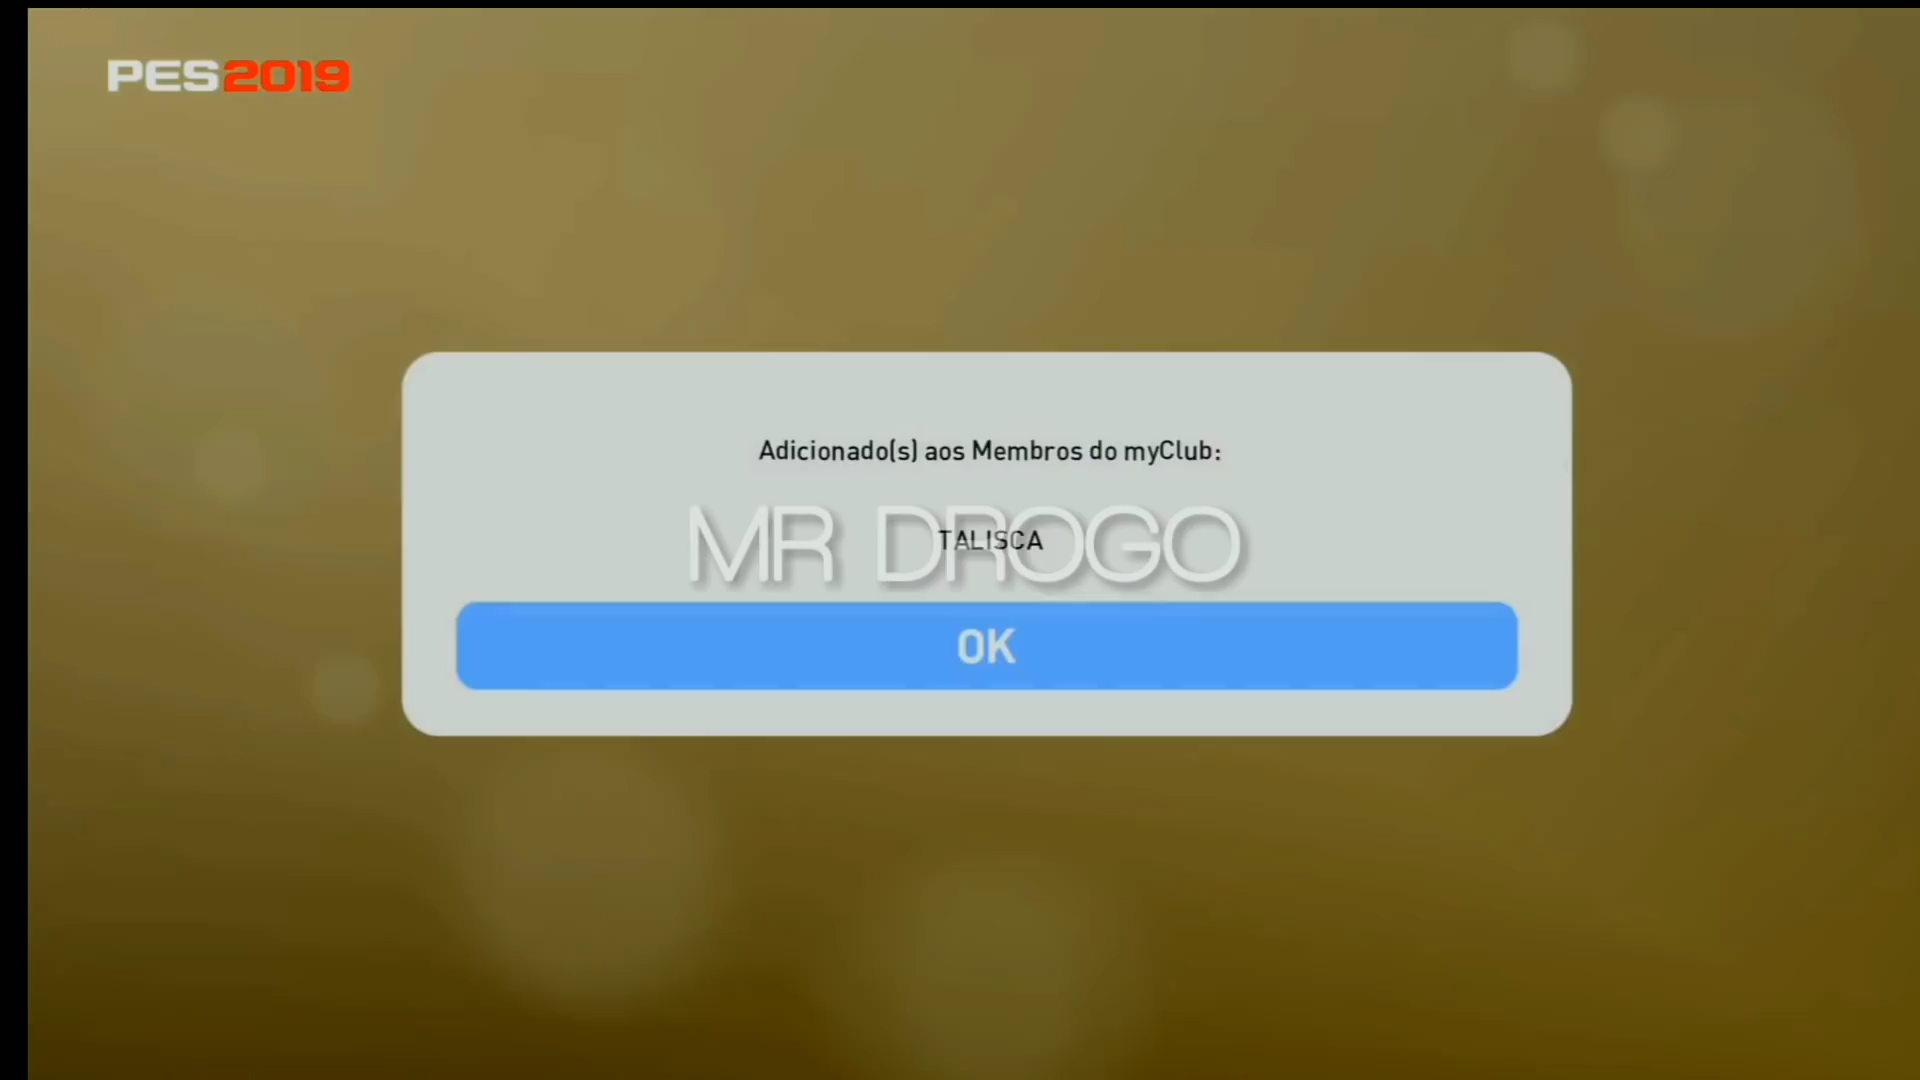 PES2019
Adicionado(s) aos Membros do myClub:
MR DROGO
TALISCA
OK